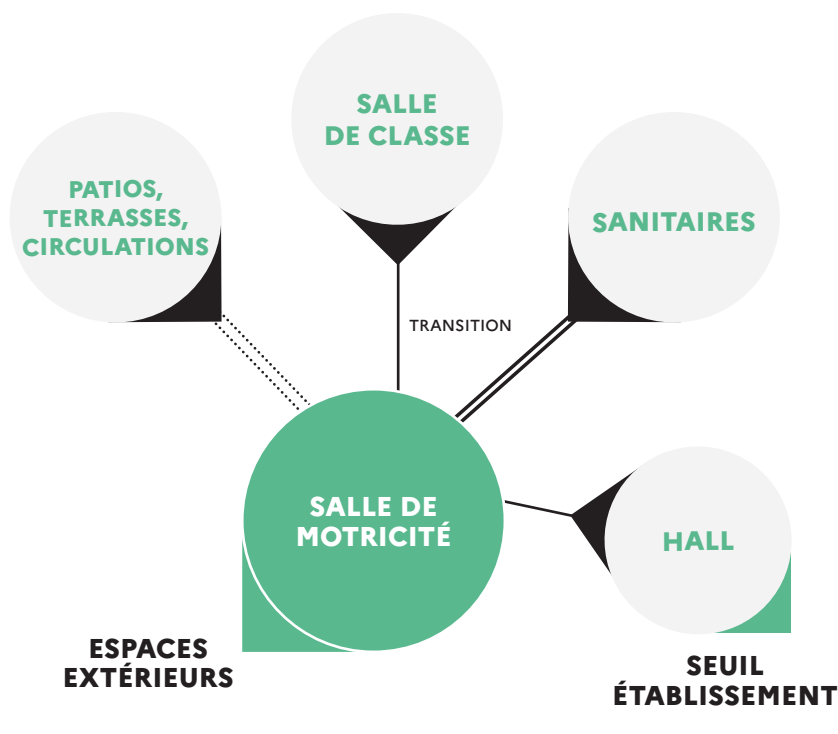 SALLE
DE CLASSE
PATIOS,
TERRASSES,
CIRCULATIONS
SANITAIRES
TRANSITION
SALLE DE
MOTRICITÉ
HALL
ESPACES
EXTÉRIEURS
SEUIL
ÉTABLISSEMENT